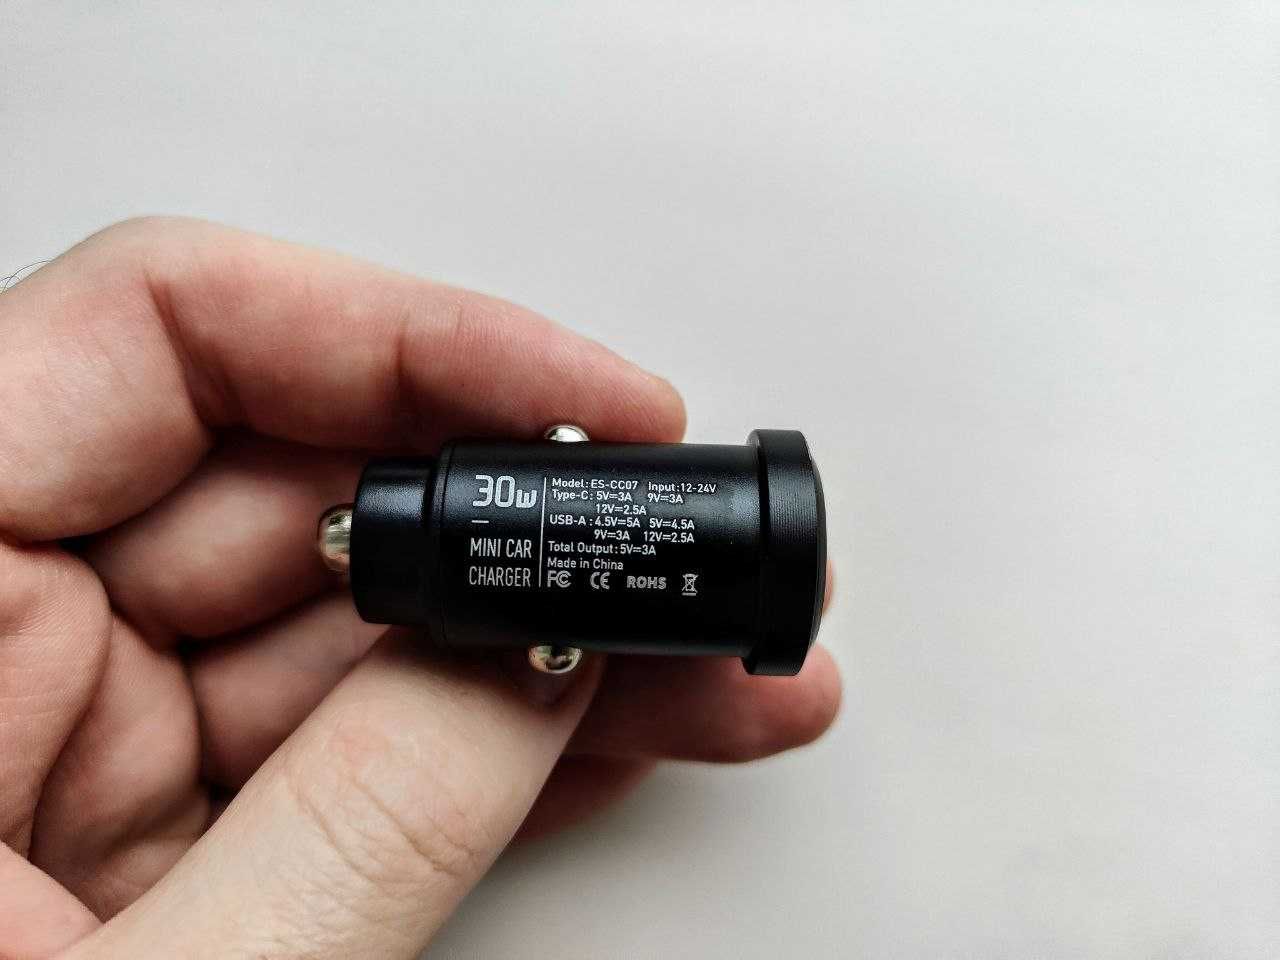 30W
MINI CAR
CHARGER
Model: ES-CC07 Input:12-24V
Type-C: 5V=3A 9V=3A
12V=2.5A
USB-A : 4.5V=5A 5V=4.5A
9V=3A 12V=2.5A
Total Output: 5V=3A
Made in China
FC CE ROHS